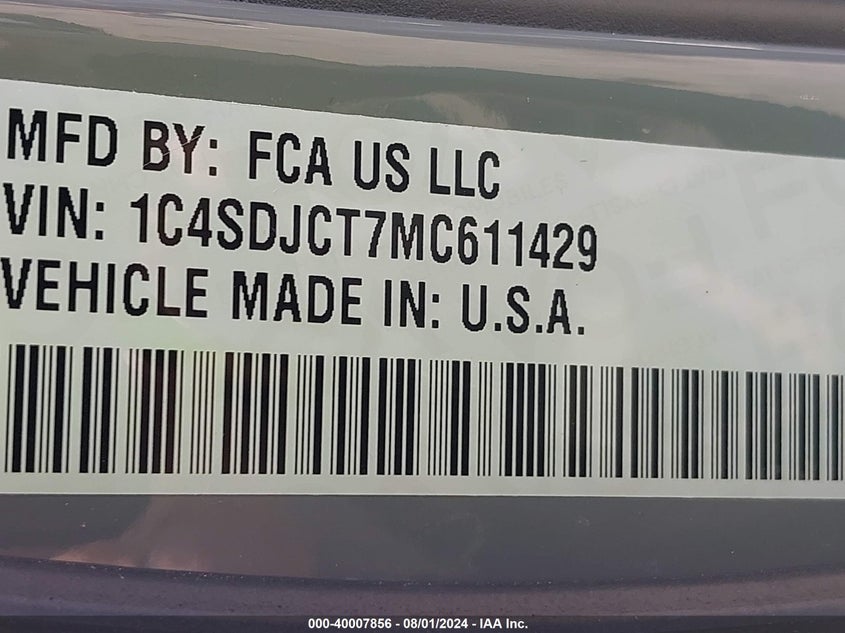 MFD BY: FCA US LLC
VIN: 1C4SDJCT7MC611429
VEHICLE MADE IN: U.S.A.
000-40007856 - 08/01/2024 - IAA Inc.